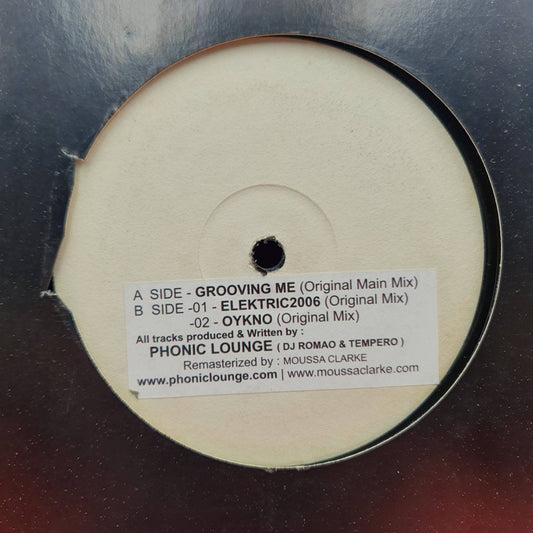 A SIDE - GROOVING ME (Original Main Mix)
B SIDE -01 - ELEKTRIC2006 (Original Mix)
-02 - OYKNO (Original Mix)
All tracks produced & Written by :
PHONIC LOUNGE ( DJ ROMAO & TEMPERO )
Remasterized by : MOUSSA CLARKE
www.phoniclounge.com | www.moussaclarke.com